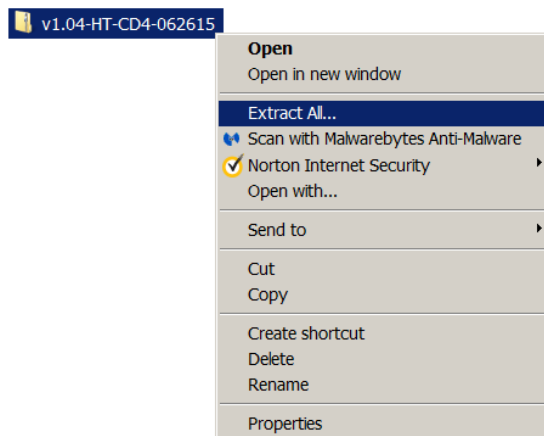 v1.04-HT-CD4-062615
Open
Open in new window
Extract All...
Scan with Malwarebytes Anti-Malware
Norton Internet Security
Open with...
Send to
Cut
Copy
Create shortcut
Delete
Rename
Properties